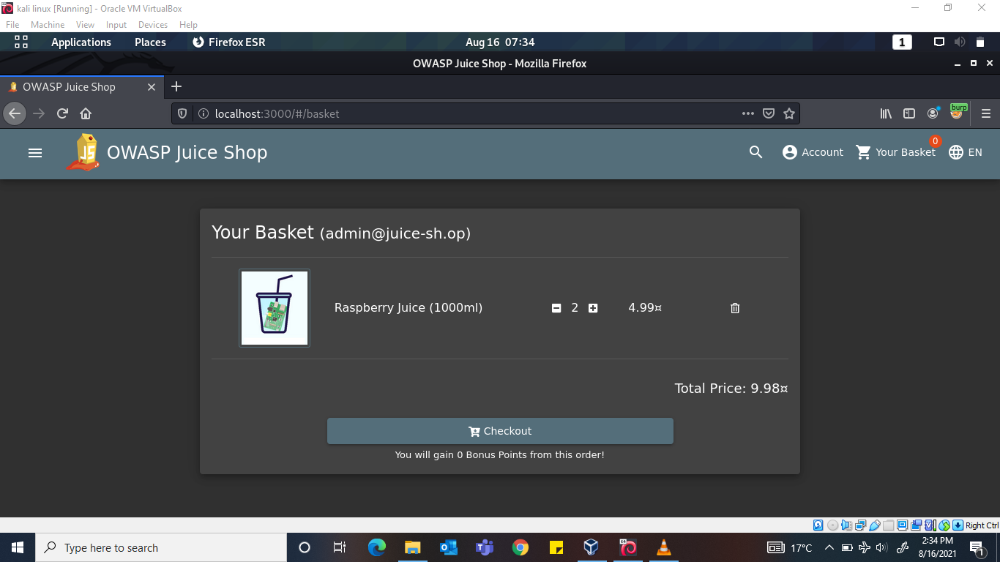 kali linux [Running] - Oracle VM VirtualBox
File Machine View Input Devices Help
Applications Places Firefox ESR Aug 16 07:34 1
OWASP Juice Shop - Mozilla Firefox
OWASP Juice Shop
localhost:3000/#/basket burp
JS OWASP Juice Shop Account Your Basket 0 EN
Your Basket (admin@juice-sh.op)
Raspberry Juice (1000ml) 2 4.99¤
Total Price: 9.98¤
Checkout
You will gain 0 Bonus Points from this order!
Right Ctrl
Type here to search 17°C 2:34 PM
8/16/2021 1